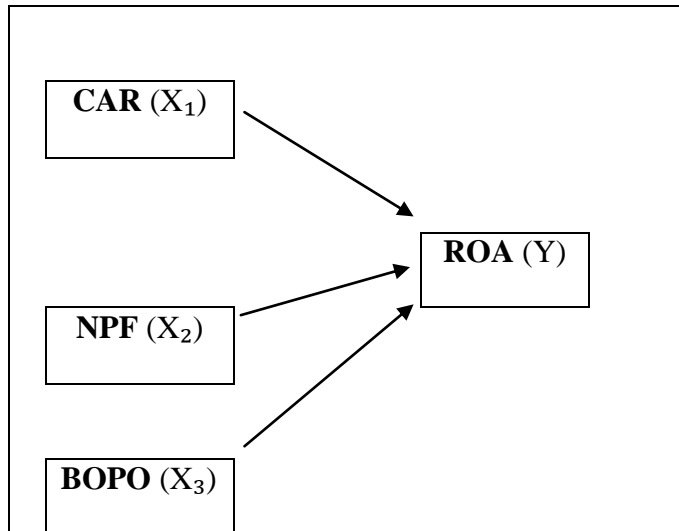 CAR (X₁)
ROA (Y)
NPF (X₂)
BOPO (X₃)